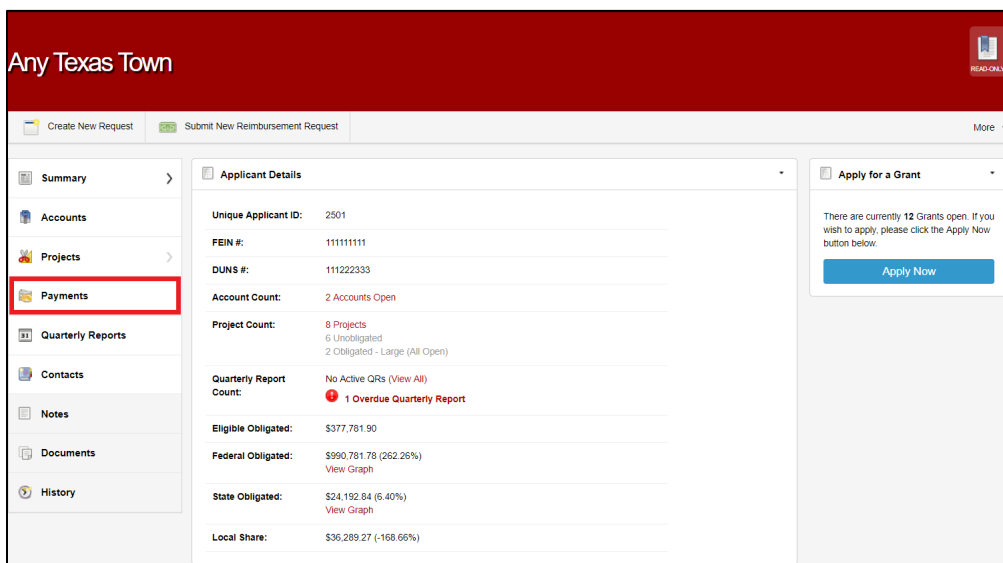 Any Texas Town
READ-ONLY
Create New Request
Submit New Reimbursement Request
More
Summary
Accounts
Projects
Payments
31
Quarterly Reports
Contacts
Notes
Documents
History
Applicant Details
Unique Applicant ID: 2501
FEIN #: 111111111
DUNS #: 111222333
Account Count: 2 Accounts Open
Project Count: 8 Projects
6 Unobligated
2 Obligated - Large (All Open)
Quarterly Report No Active QRs (View All)
Count: 1 Overdue Quarterly Report
Eligible Obligated: $377,781.90
Federal Obligated: $990,781.78 (262.26%)
View Graph
State Obligated: $24,192.84 (6.40%)
View Graph
Local Share: $36,289.27 (-168.66%)
Apply for a Grant
There are currently 12 Grants open. If you
wish to apply, please click the Apply Now
button below.
Apply Now